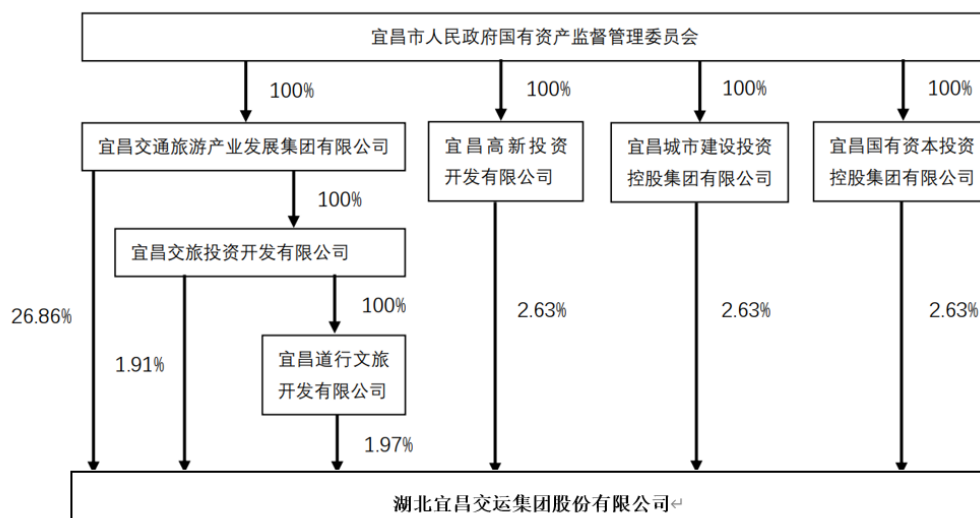 宜昌市人民政府国有资产监督管理委员会
100%
100%
100%
100%
宜昌交通旅游产业发展集团有限公司
宜昌高新投资
开发有限公司
宜昌城市建设投资
控股集团有限公司
宜昌国有资本投资
控股集团有限公司
100%
宜昌交旅投资开发有限公司
26.86%
100%
2.63%
2.63%
2.63%
宜昌道行文旅
开发有限公司
1.91%
1.97%
湖北宜昌交运集团股份有限公司↵